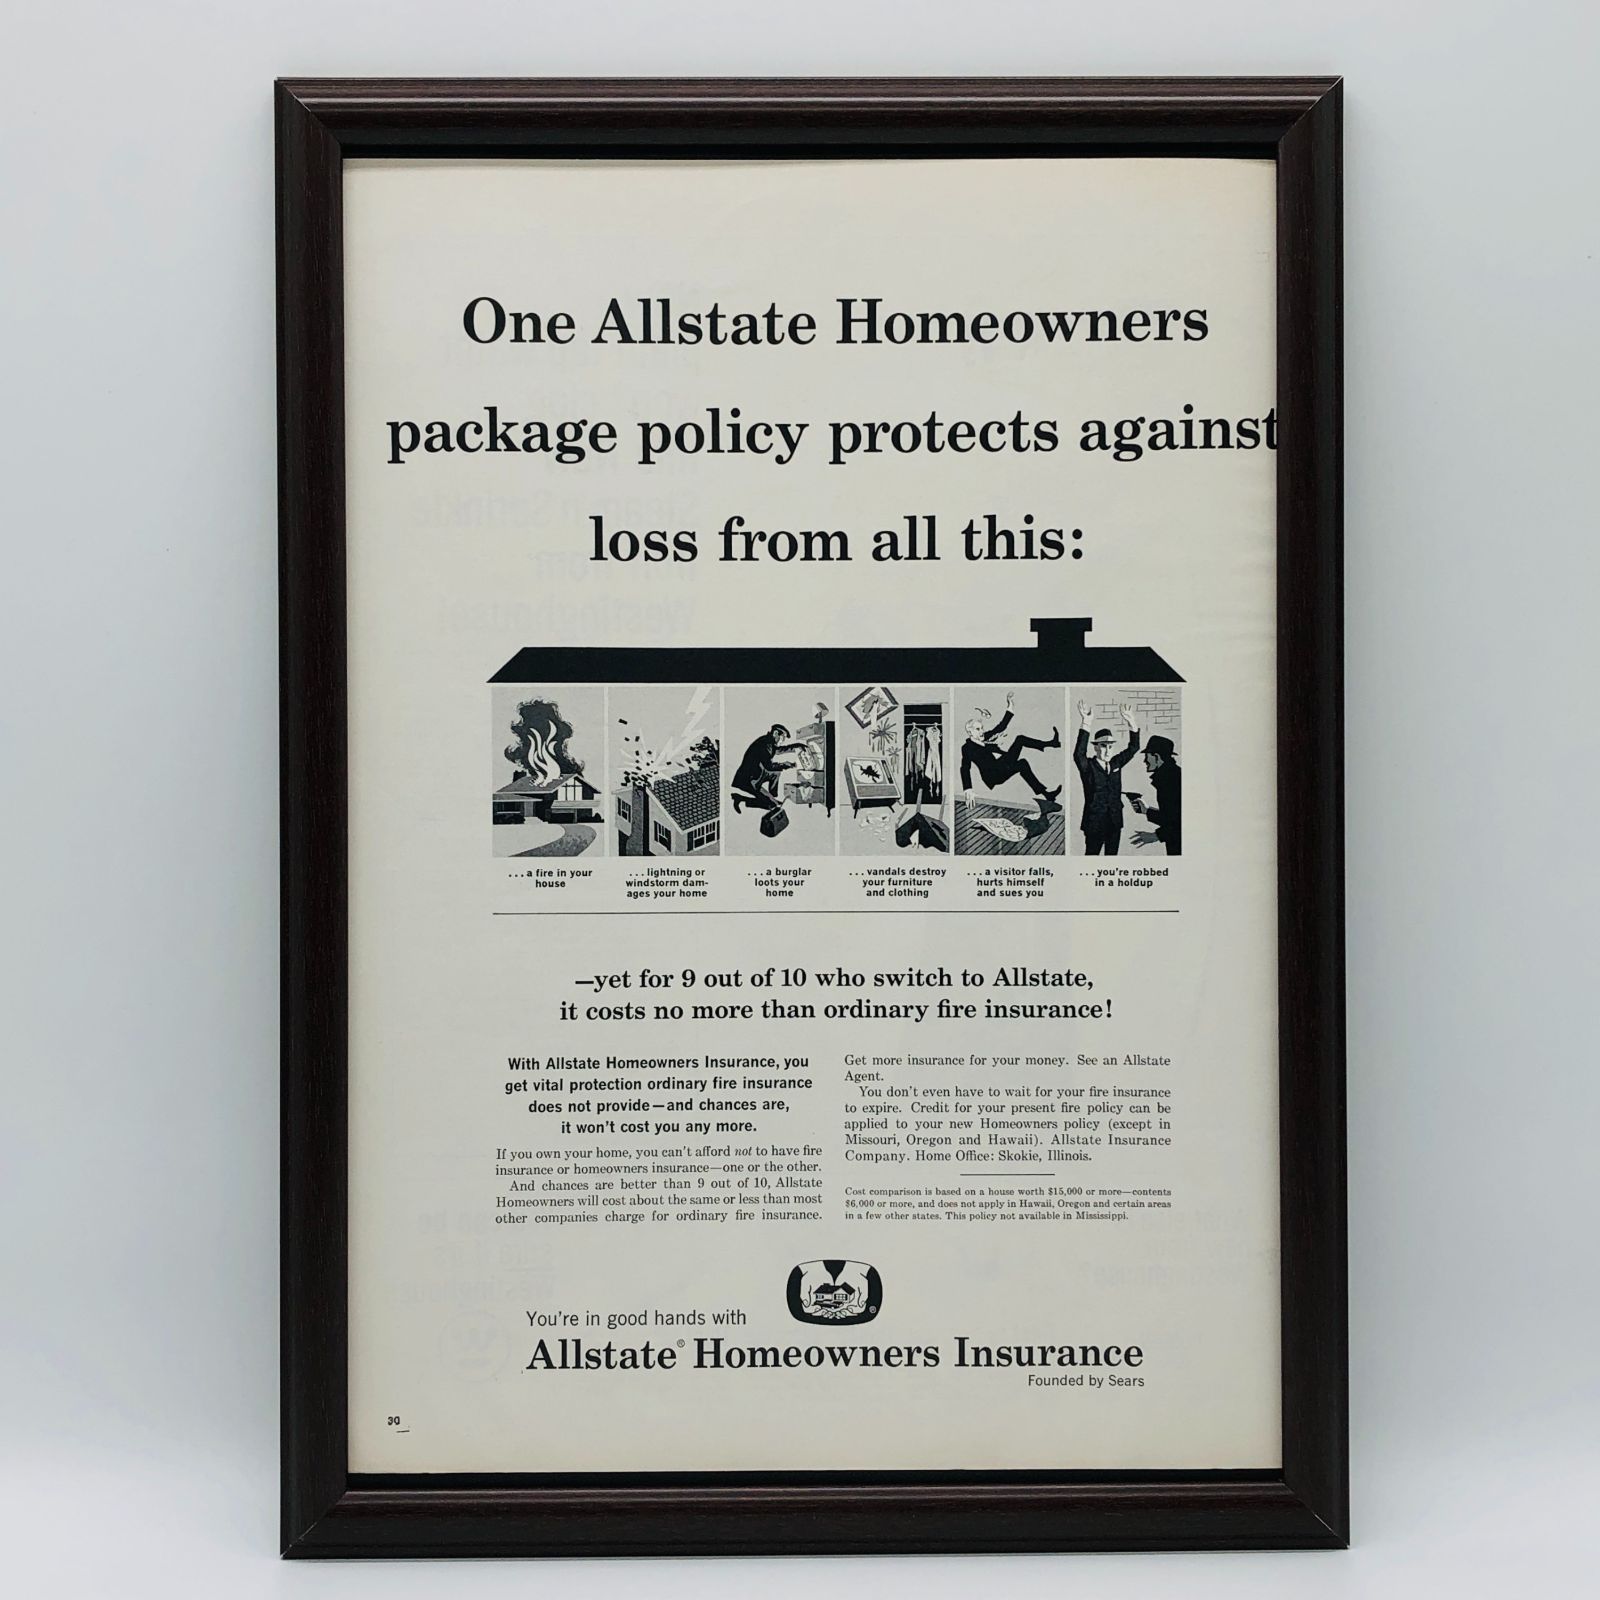 One Allstate Homeowners
package policy protects against
loss from all this:
...a fire in your
house
...lightning or
windstorm dam-
ages your home
...a burglar
loots your
home
...vandals destroy
your furniture
and clothing
...a visitor falls,
hurts himself
and sues you
...you're robbed
in a holdup
—yet for 9 out of 10 who switch to Allstate,
it costs no more than ordinary fire insurance!
With Allstate Homeowners Insurance, you
get vital protection ordinary fire insurance
does not provide—and chances are,
it won't cost you any more.
If you own your home, you can't afford not to have fire
insurance or homeowners insurance—one or the other.
And chances are better than 9 out of 10, Allstate
Homeowners will cost about the same or less than most
other companies charge for ordinary fire insurance.
Get more insurance for your money. See an Allstate
Agent.
You don't even have to wait for your fire insurance
to expire. Credit for your present fire policy can be
applied to your new Homeowners policy (except in
Missouri, Oregon and Hawaii). Allstate Insurance
Company. Home Office: Skokie, Illinois.
Cost comparison is based on a house worth $15,000 or more—contents
$6,000 or more, and does not apply in Hawaii, Oregon and certain areas
in a few other states. This policy not available in Mississippi.
®
You're in good hands with
Allstate® Homeowners Insurance
Founded by Sears